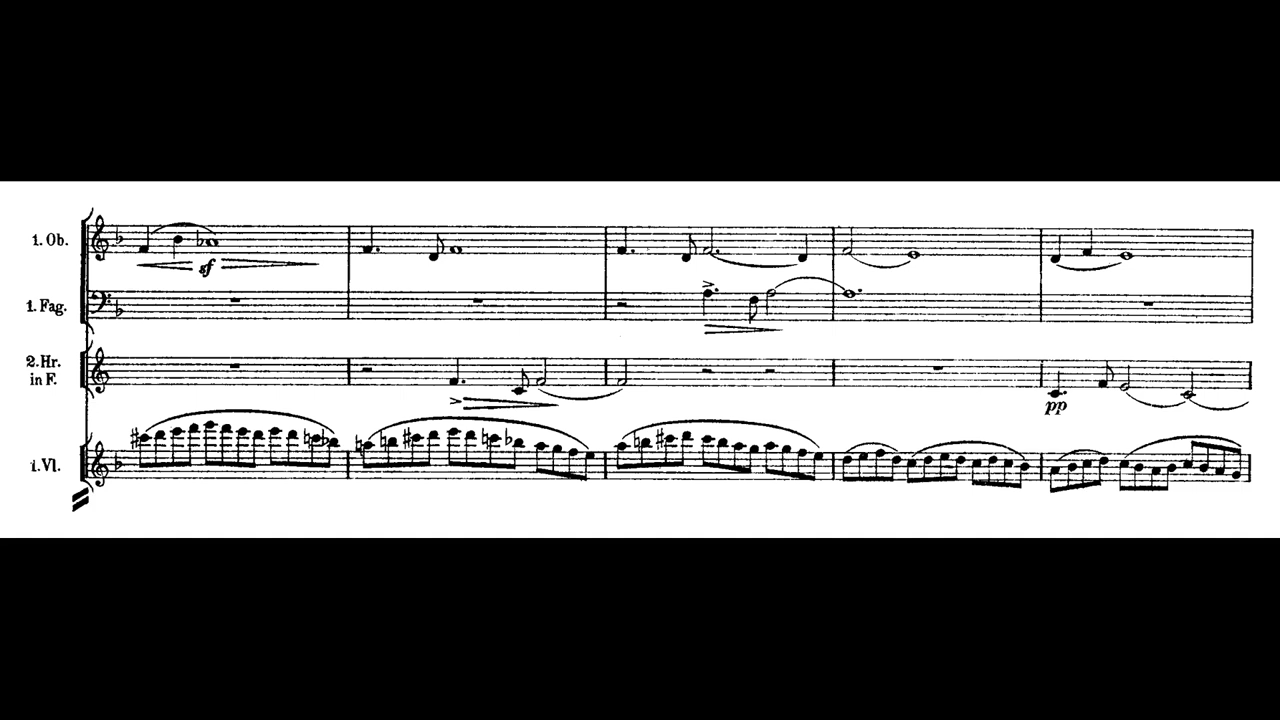 1. Ob.
sf
1. Fag.
2. Hr.
in F.
pp
1. Vl.